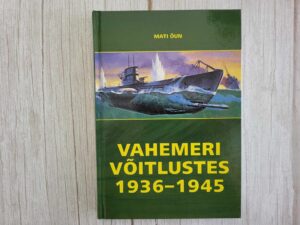 MATI ÕUN
VAHEMERI
VÕITLUSTES
1936–1945